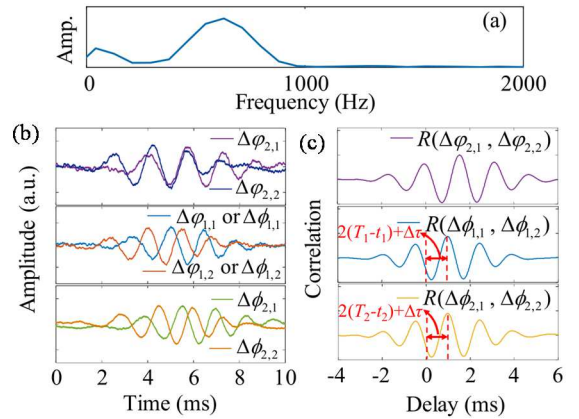 (a)
Amp.
0 1000 2000
Frequency (Hz)
(b)
Δφ2,1
Δφ2,2
Δφ1,1 or Δϕ1,1
Δφ1,2 or Δϕ1,2
Δϕ2,1
Δϕ2,2
Amplitude (a.u.)
0 2 4 6 8 10
Time (ms)
(c)
R(Δφ2,1 , Δφ2,2)
R(Δϕ1,1 , Δϕ1,2)
2(T1-t1)+Δτ
R(Δϕ2,1 , Δϕ2,2)
2(T2-t2)+Δτ
Correlation
-4 -2 0 2 4 6
Delay (ms)